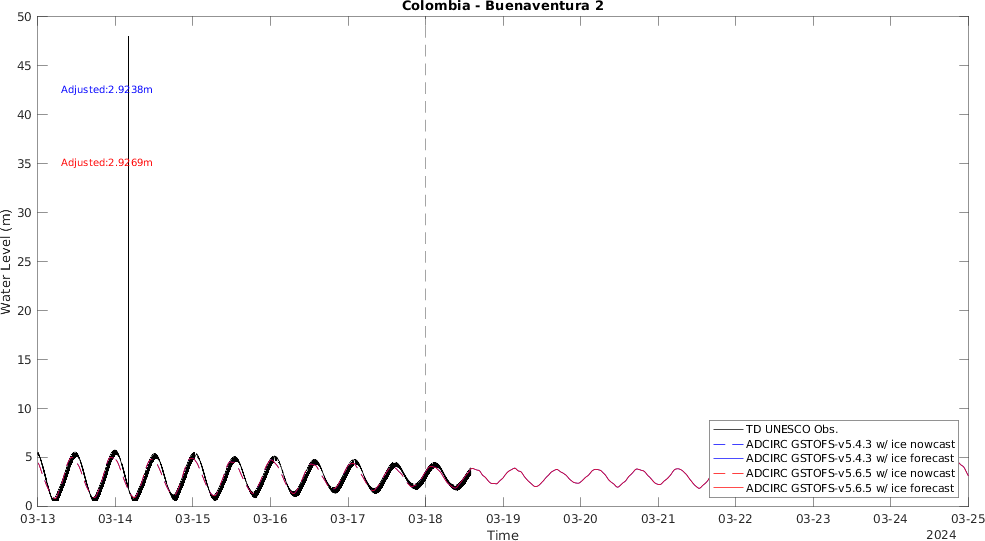 Colombia - Buenaventura 2
50
45
40
35
30
25
20
15
10
5
0
Water Level (m)
Adjusted:2.9238m
Adjusted:2.9269m
TD UNESCO Obs.
ADCIRC GSTOFS-v5.4.3 w/ ice nowcast
ADCIRC GSTOFS-v5.4.3 w/ ice forecast
ADCIRC GSTOFS-v5.6.5 w/ ice nowcast
ADCIRC GSTOFS-v5.6.5 w/ ice forecast
03-13 03-14 03-15 03-16 03-17 03-18 03-19 03-20 03-21 03-22 03-23 03-24 03-25
Time
2024